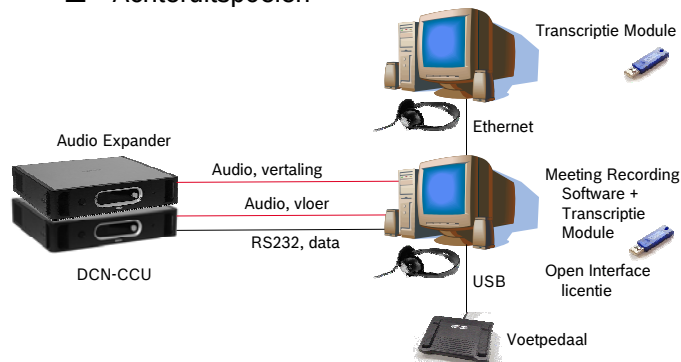 Achteruitspoelen
Transcriptie Module
Ethernet
Audio Expander
Audio, vertaling
Audio, vloer
RS232, data
DCN-CCU
Meeting Recording
Software +
Transcriptie
Module
Open Interface
licentie
USB
Voetpedaal